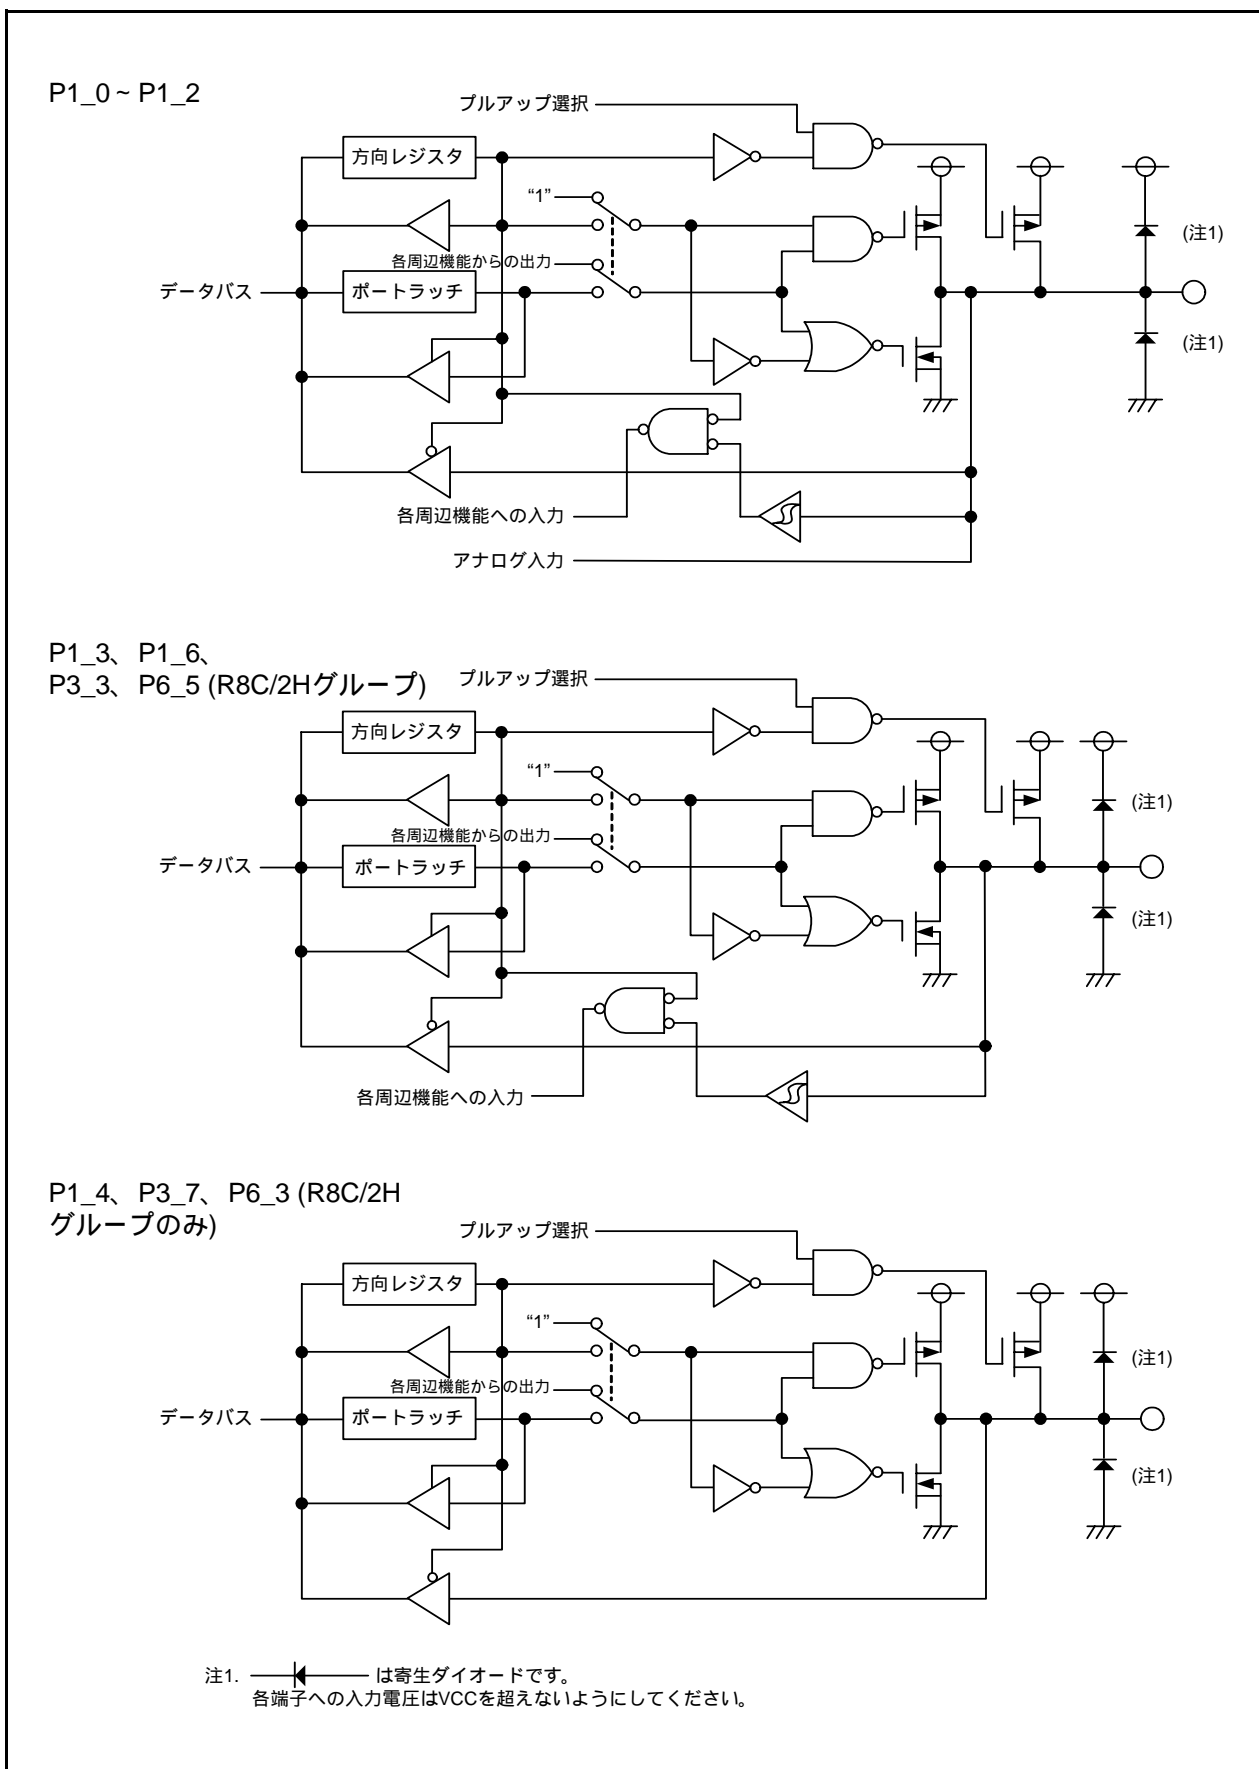 P1_0 ~ P1_2
プルアップ選択
方向レジスタ
“1”
(注1)
各周辺機能からの出力
データバス
ポートラッチ
(注1)
各周辺機能への入力
アナログ入力
P1_3、 P1_6、
P3_3、 P6_5 (R8C/2Hグループ)
プルアップ選択
方向レジスタ
“1”
(注1)
各周辺機能からの出力
データバス
ポートラッチ
(注1)
各周辺機能への入力
P1_4、 P3_7、 P6_3 (R8C/2H
グループのみ)
プルアップ選択
方向レジスタ
“1”
(注1)
各周辺機能からの出力
データバス
ポートラッチ
(注1)
注1. は寄生ダイオードです。
各端子への入力電圧はVCCを超えないようにしてください。